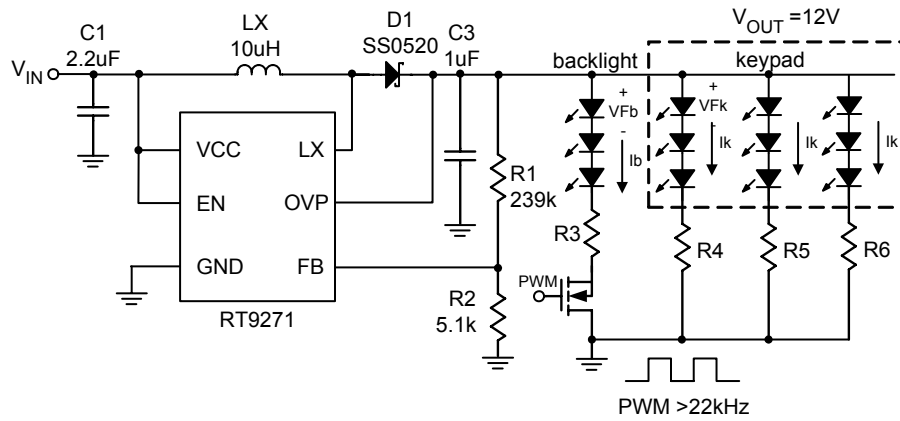 C1
2.2uF
LX
10uH
D1
SS0520
C3
1uF
VOUT =12V
VIN
backlight
keypad
+
VFb
-
Ib
+
VFk
-
Ik
Ik
Ik
VCC
LX
EN
OVP
GND
FB
RT9271
R1
239k
R2
5.1k
R3
R4
R5
R6
PWM
PWM >22kHz